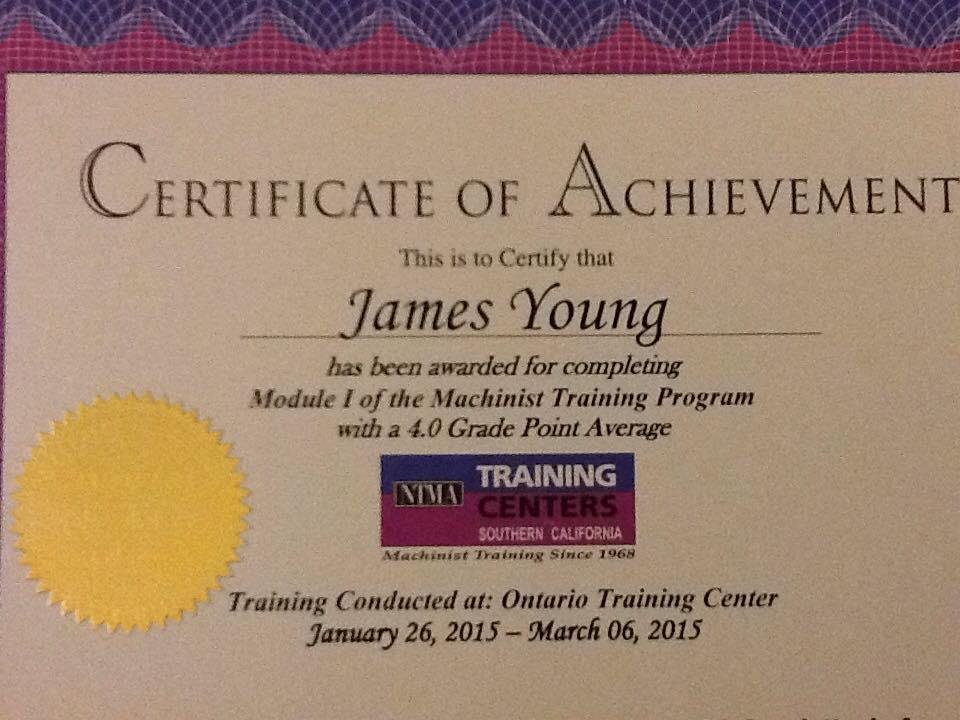 CERTIFICATE OF ACHIEVEMENT
This is to Certify that
James Young
has been awarded for completing
Module I of the Machinist Training Program
with a 4.0 Grade Point Average
NTMA
TRAINING
CENTERS
SOUTHERN CALIFORNIA
Machinist Training Since 1968
Training Conducted at: Ontario Training Center
January 26, 2015 – March 06, 2015